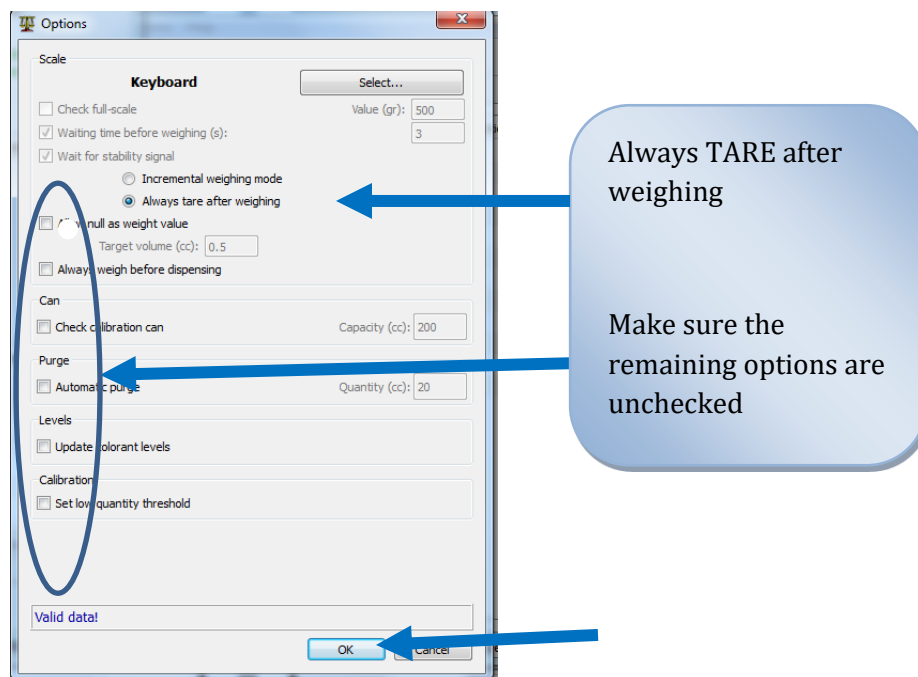 Options
Scale
Keyboard Select...
Check full-scale Value (gr): 500
Waiting time before weighing (s): 3
Wait for stability signal
Incremental weighing mode
Always tare after weighing
null as weight value
Target volume (cc): 0.5
Always weigh before dispensing
Can
Check calibration can Capacity (cc): 200
Purge
Automatic purge Quantity (cc): 20
Levels
Update colorant levels
Calibration
Set low quantity threshold
Valid data!
OK Cancel
Always TARE after
weighing
Make sure the
remaining options are
unchecked